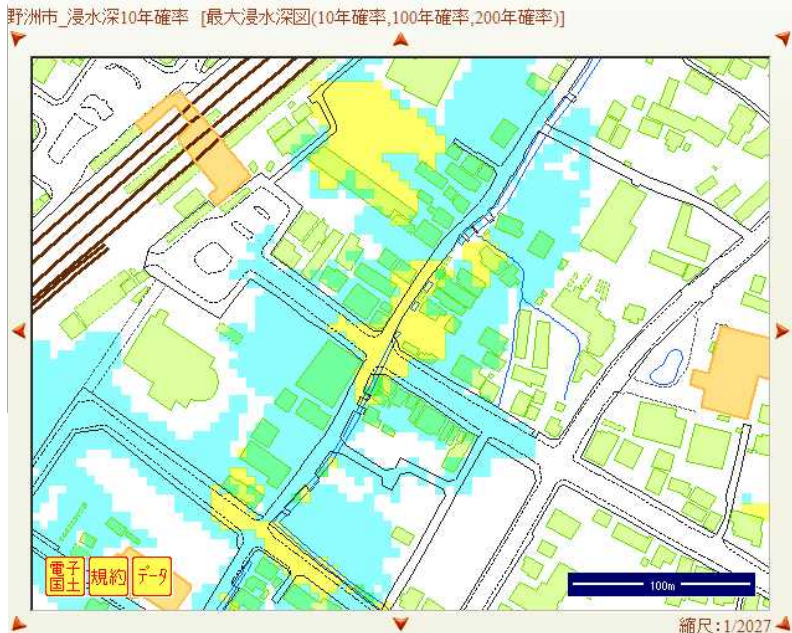 野洲市_浸水深10年確率 [最大浸水深図(10年確率,100年確率,200年確率)]
電子国土
規約
データ
100m
縮尺:1/2027